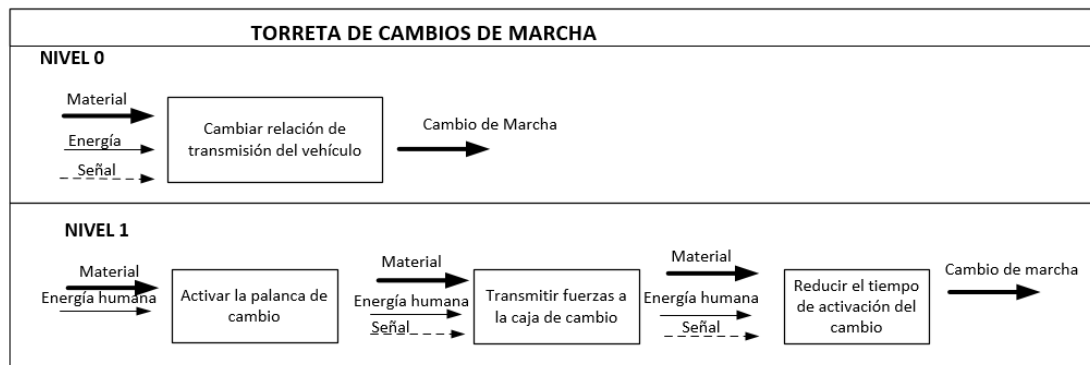 TORRETA DE CAMBIOS DE MARCHA
NIVEL 0
Material
Energía
Señal
Cambiar relación de
transmisión del vehículo
Cambio de Marcha
NIVEL 1
Material
Energía humana
Activar la palanca de
cambio
Material
Energía humana
Señal
Transmitir fuerzas a
la caja de cambio
Material
Energía humana
Señal
Reducir el tiempo
de activación del
cambio
Cambio de marcha